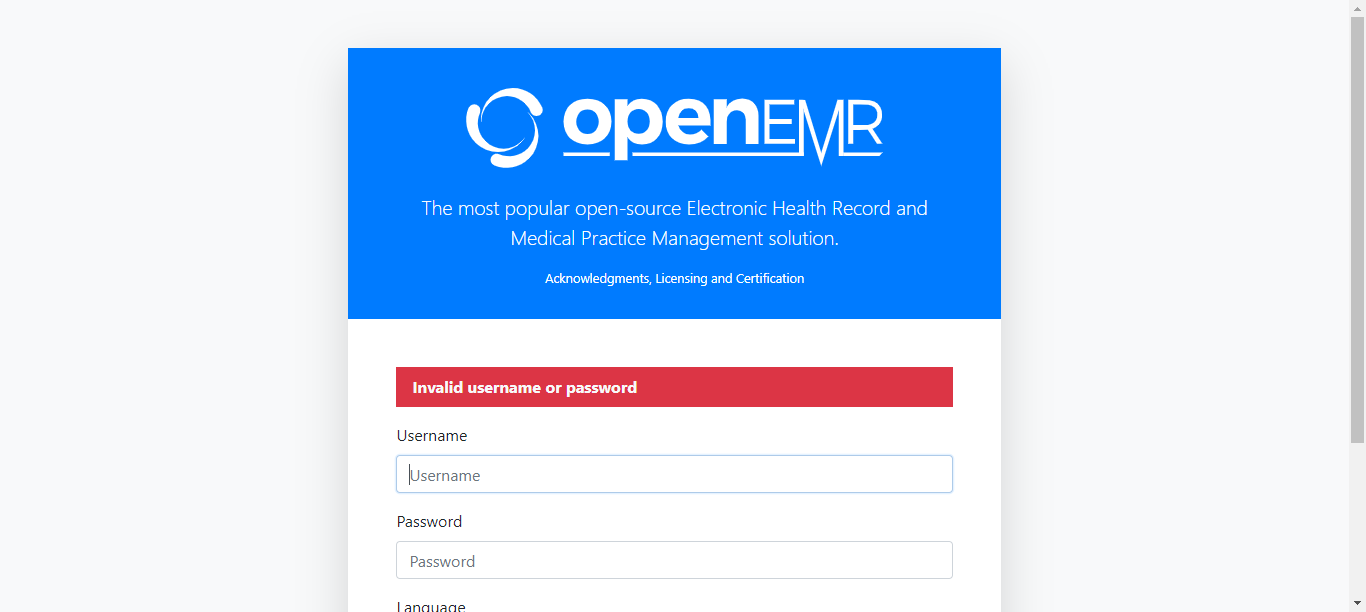 openEMR
The most popular open-source Electronic Health Record and
Medical Practice Management solution.
Acknowledgments, Licensing and Certification
Invalid username or password
Username
Username
Password
Password
Language